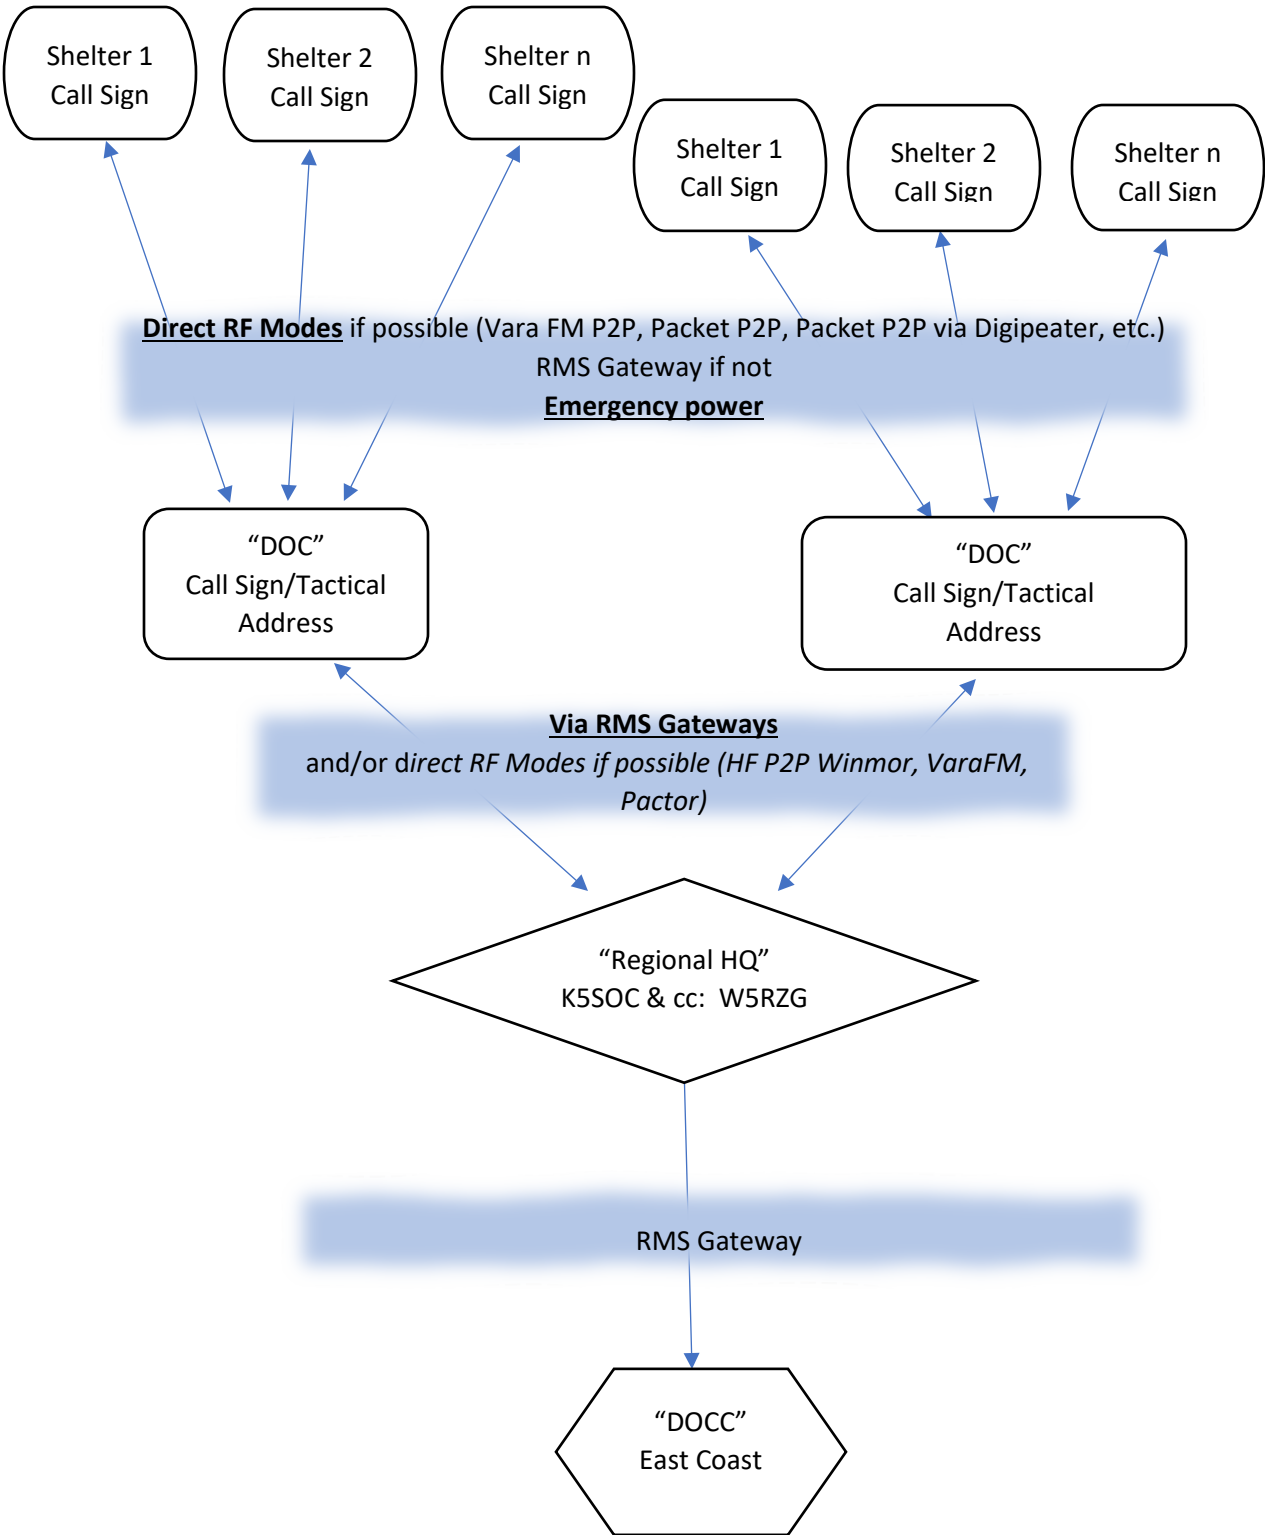 Shelter 1
Call Sign
Shelter 2
Call Sign
Shelter n
Call Sign
Shelter 1
Call Sign
Shelter 2
Call Sign
Shelter n
Call Sign
Direct RF Modes if possible (Vara FM P2P, Packet P2P, Packet P2P via Digipeater, etc.)
RMS Gateway if not
Emergency power
“DOC”
Call Sign/Tactical
Address
“DOC”
Call Sign/Tactical
Address
Via RMS Gateways
and/or direct RF Modes if possible (HF P2P Winmor, VaraFM,
Pactor)
“Regional HQ”
K5SOC & cc:  W5RZG
RMS Gateway
“DOCC”
East Coast